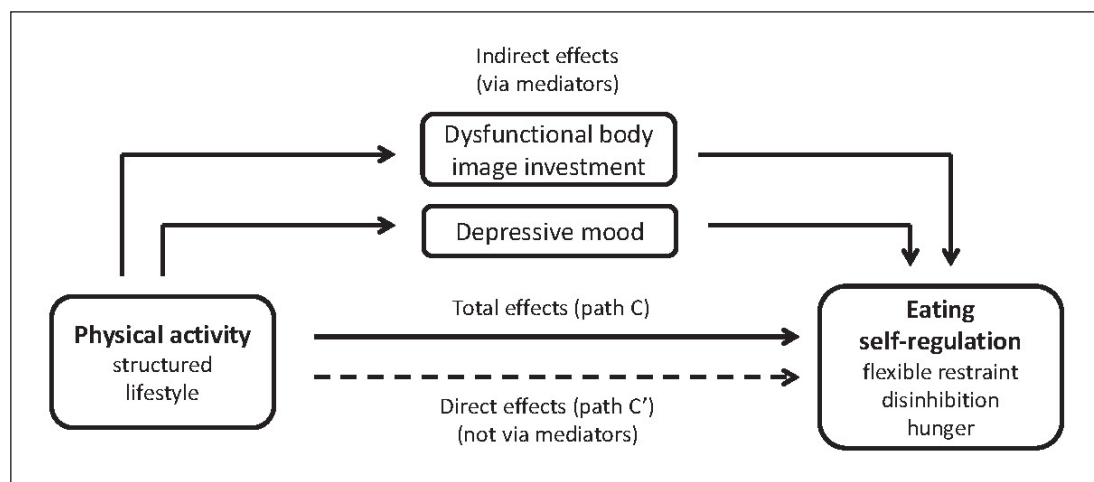 Indirect effects
(via mediators)
Dysfunctional body
image investment
Depressive mood
Physical activity
structured
lifestyle
Total effects (path C)
Direct effects (path C’)
(not via mediators)
Eating
self-regulation
flexible restraint
disinhibition
hunger